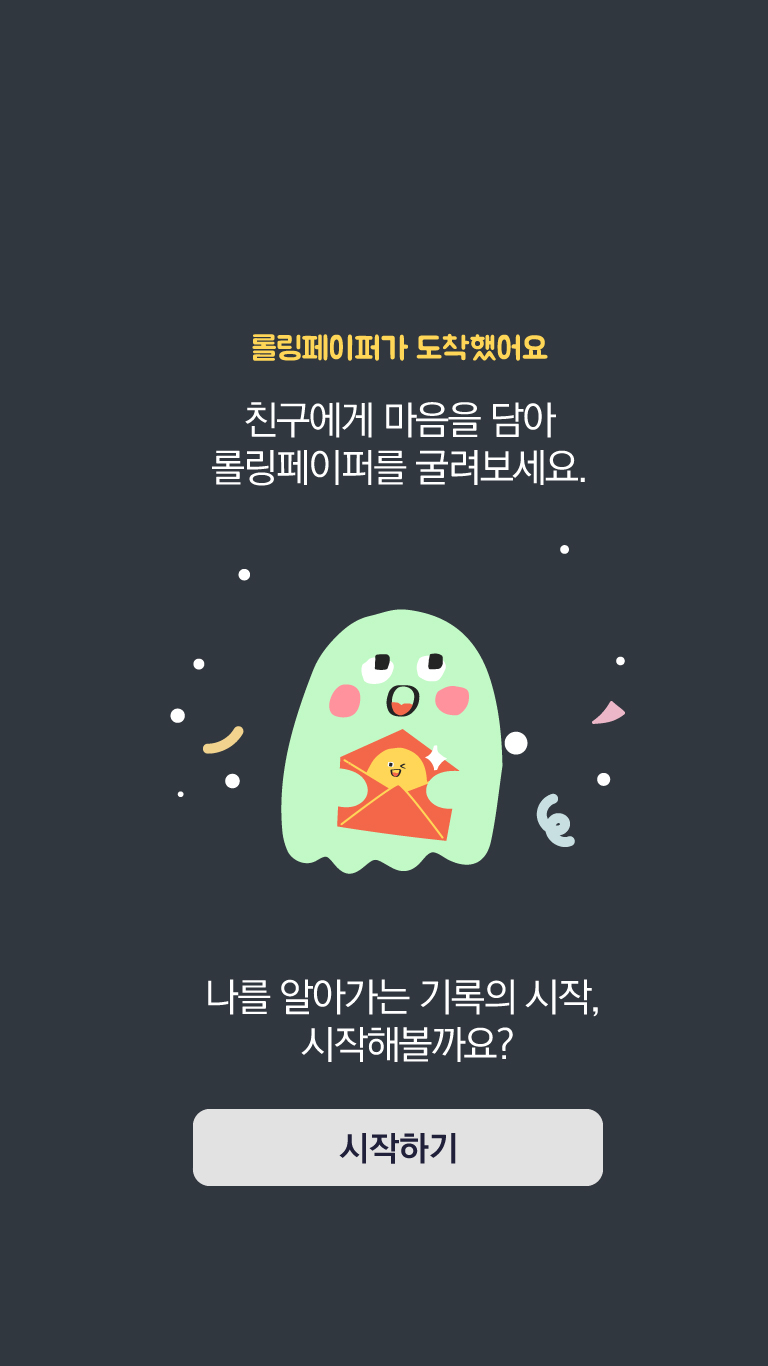 롤링페이퍼가 도착했어요
친구에게 마음을 담아
롤링페이퍼를 굴려보세요.
나를 알아가는 기록의 시작,
시작해볼까요?
시작하기